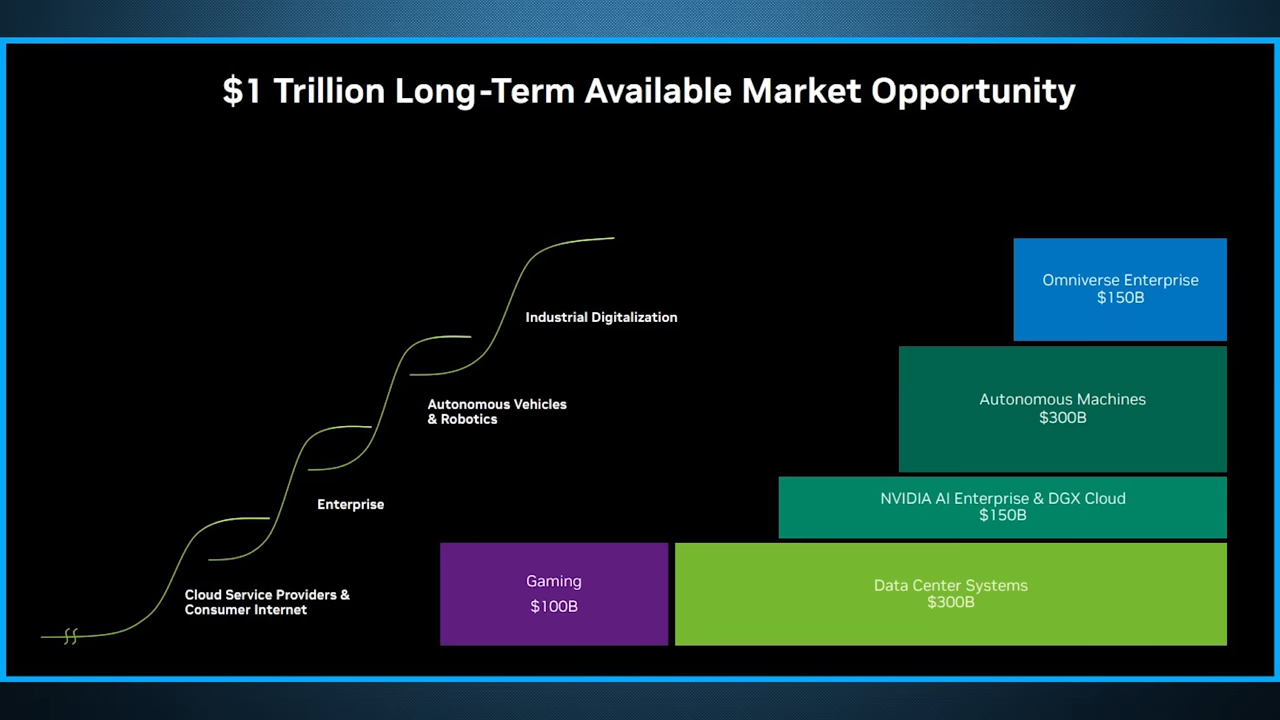 $1 Trillion Long-Term Available Market Opportunity
Industrial Digitalization
Autonomous Vehicles
& Robotics
Enterprise
Cloud Service Providers &
Consumer Internet
Omniverse Enterprise
$150B
Autonomous Machines
$300B
NVIDIA AI Enterprise & DGX Cloud
$150B
Gaming
$100B
Data Center Systems
$300B